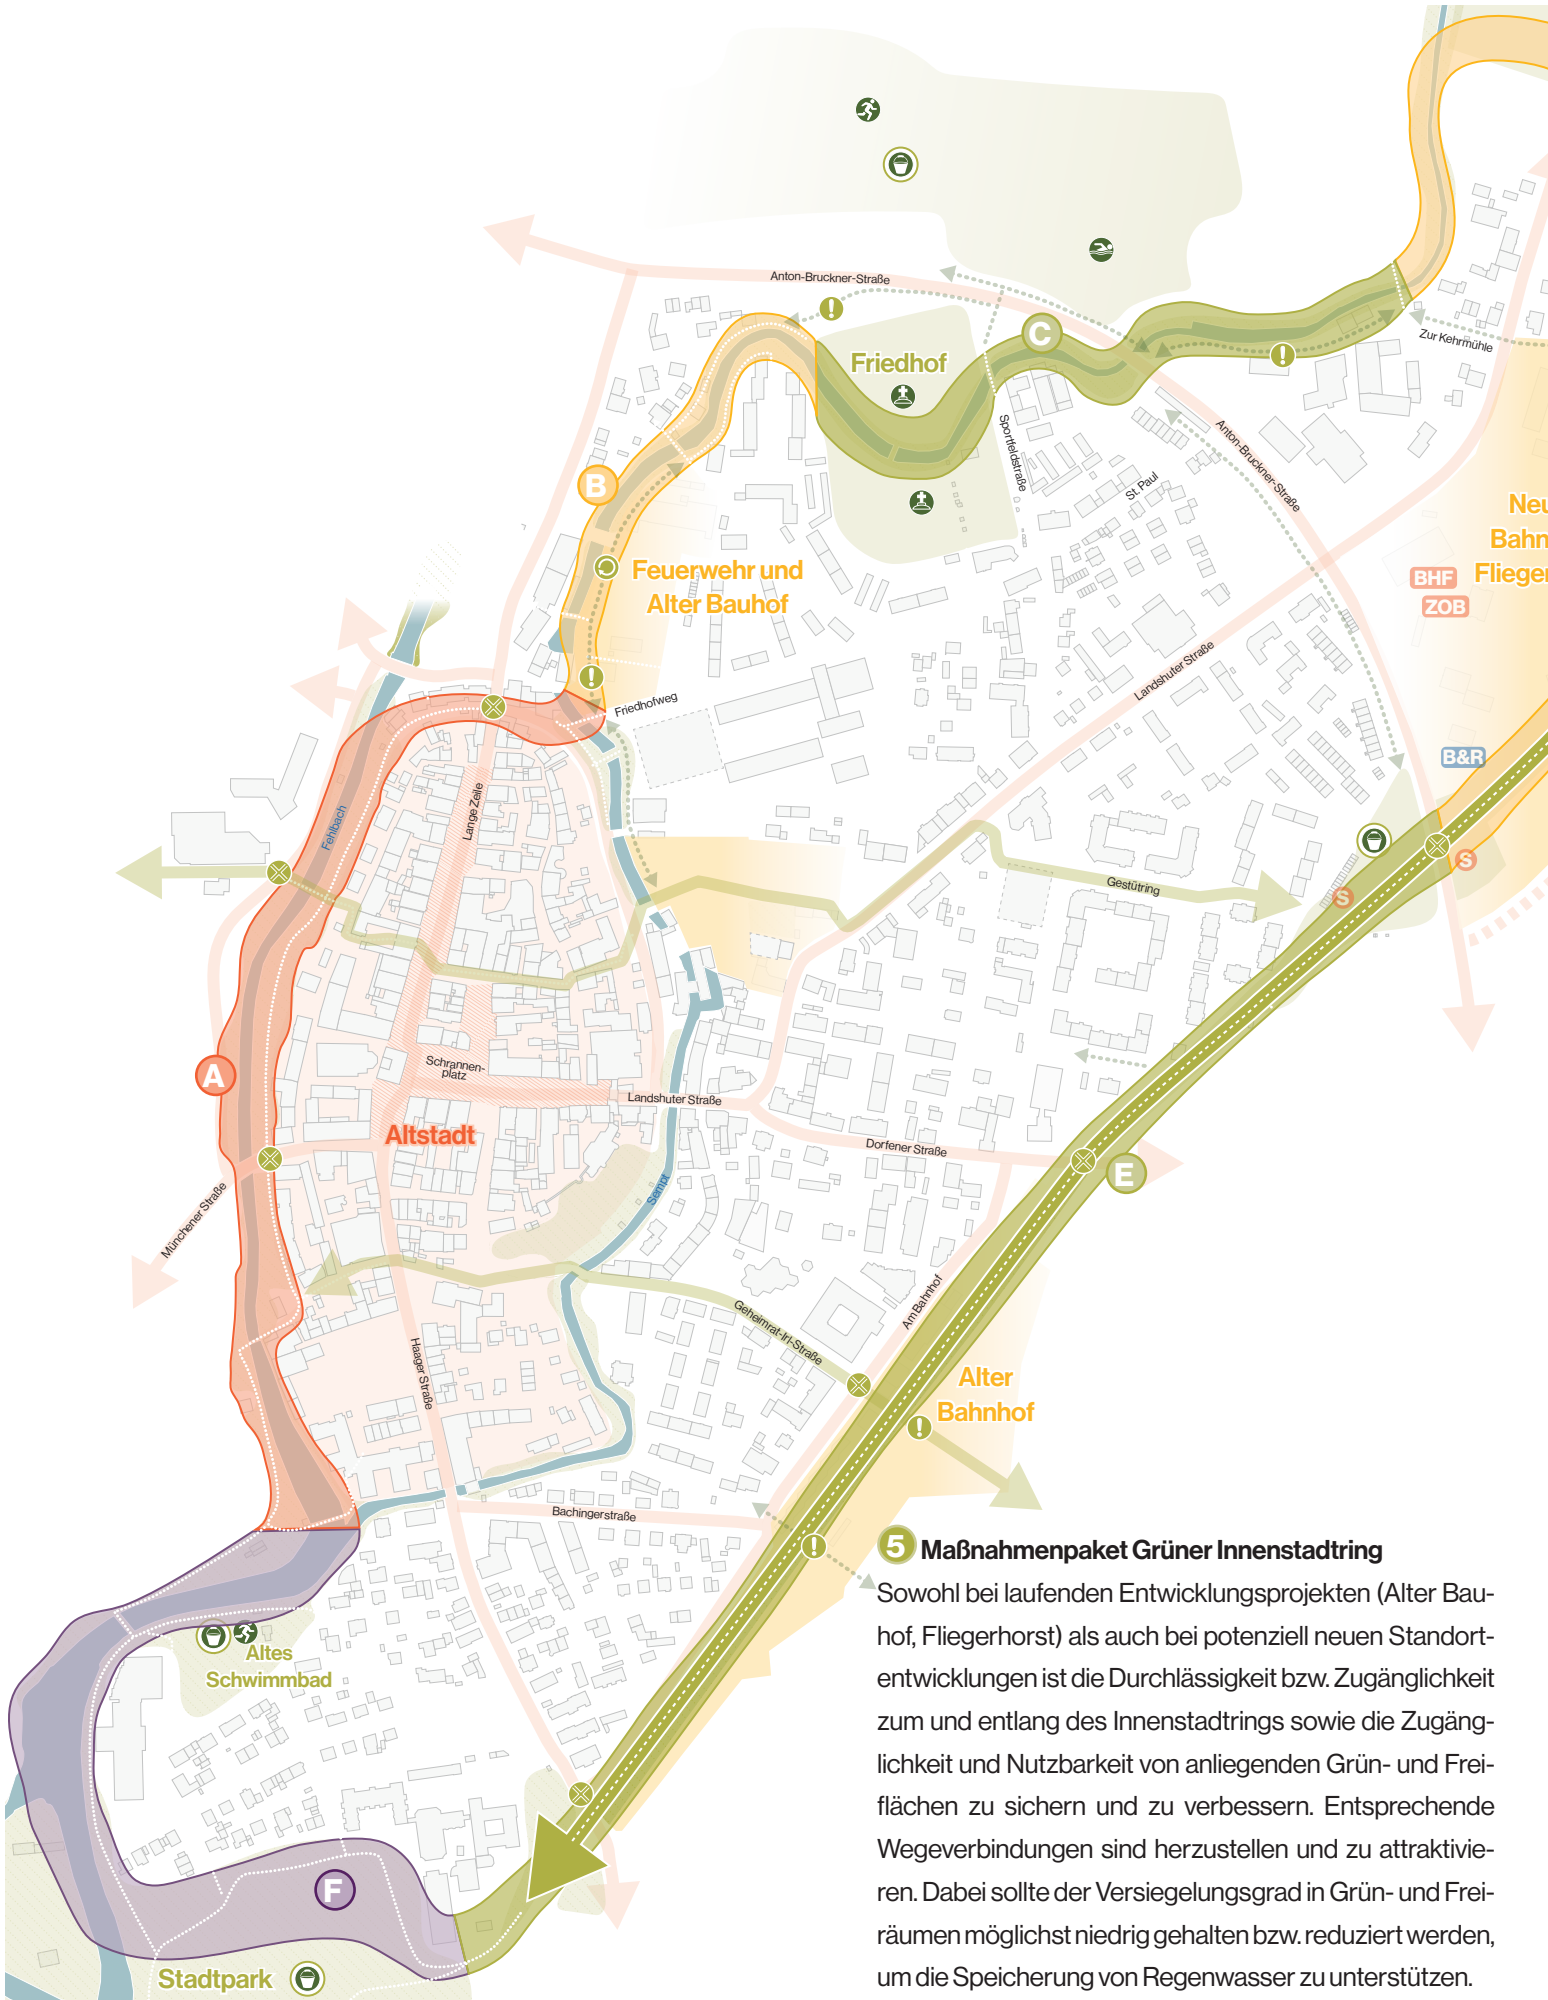 Anton-Bruckner-Straße
C
Zur Kehrmühle
Friedhof
Sportfeldstraße
Anton-Bruckner-Straße
St. Paul
B
Feuerwehr und
Alter Bauhof
BHF
ZOB
Landshuter Straße
Friedhofweg
B&R
Lange Zeile
Fehlbach
S
S
Gestütring
A
Schrannen-
platz
Landshuter Straße
Altstadt
Dorfener Straße
E
Sempt
Münchener Straße
Am Bahnhof
Geheimrat-Irl-Straße
Haager Straße
Alter
Bahnhof
Bachingerstraße
Altes
Schwimmbad
F
Stadtpark
5 Maßnahmenpaket Grüner Innenstadtring
Sowohl bei laufenden Entwicklungsprojekten (Alter Bau-
hof, Fliegerhorst) als auch bei potenziell neuen Standort-
entwicklungen ist die Durchlässigkeit bzw. Zugänglichkeit
zum und entlang des Innenstadtrings sowie die Zugäng-
lichkeit und Nutzbarkeit von anliegenden Grün- und Frei-
flächen zu sichern und zu verbessern. Entsprechende
Wegeverbindungen sind herzustellen und zu attraktivie-
ren. Dabei sollte der Versiegelungsgrad in Grün- und Frei-
räumen möglichst niedrig gehalten bzw. reduziert werden,
um die Speicherung von Regenwasser zu unterstützen.